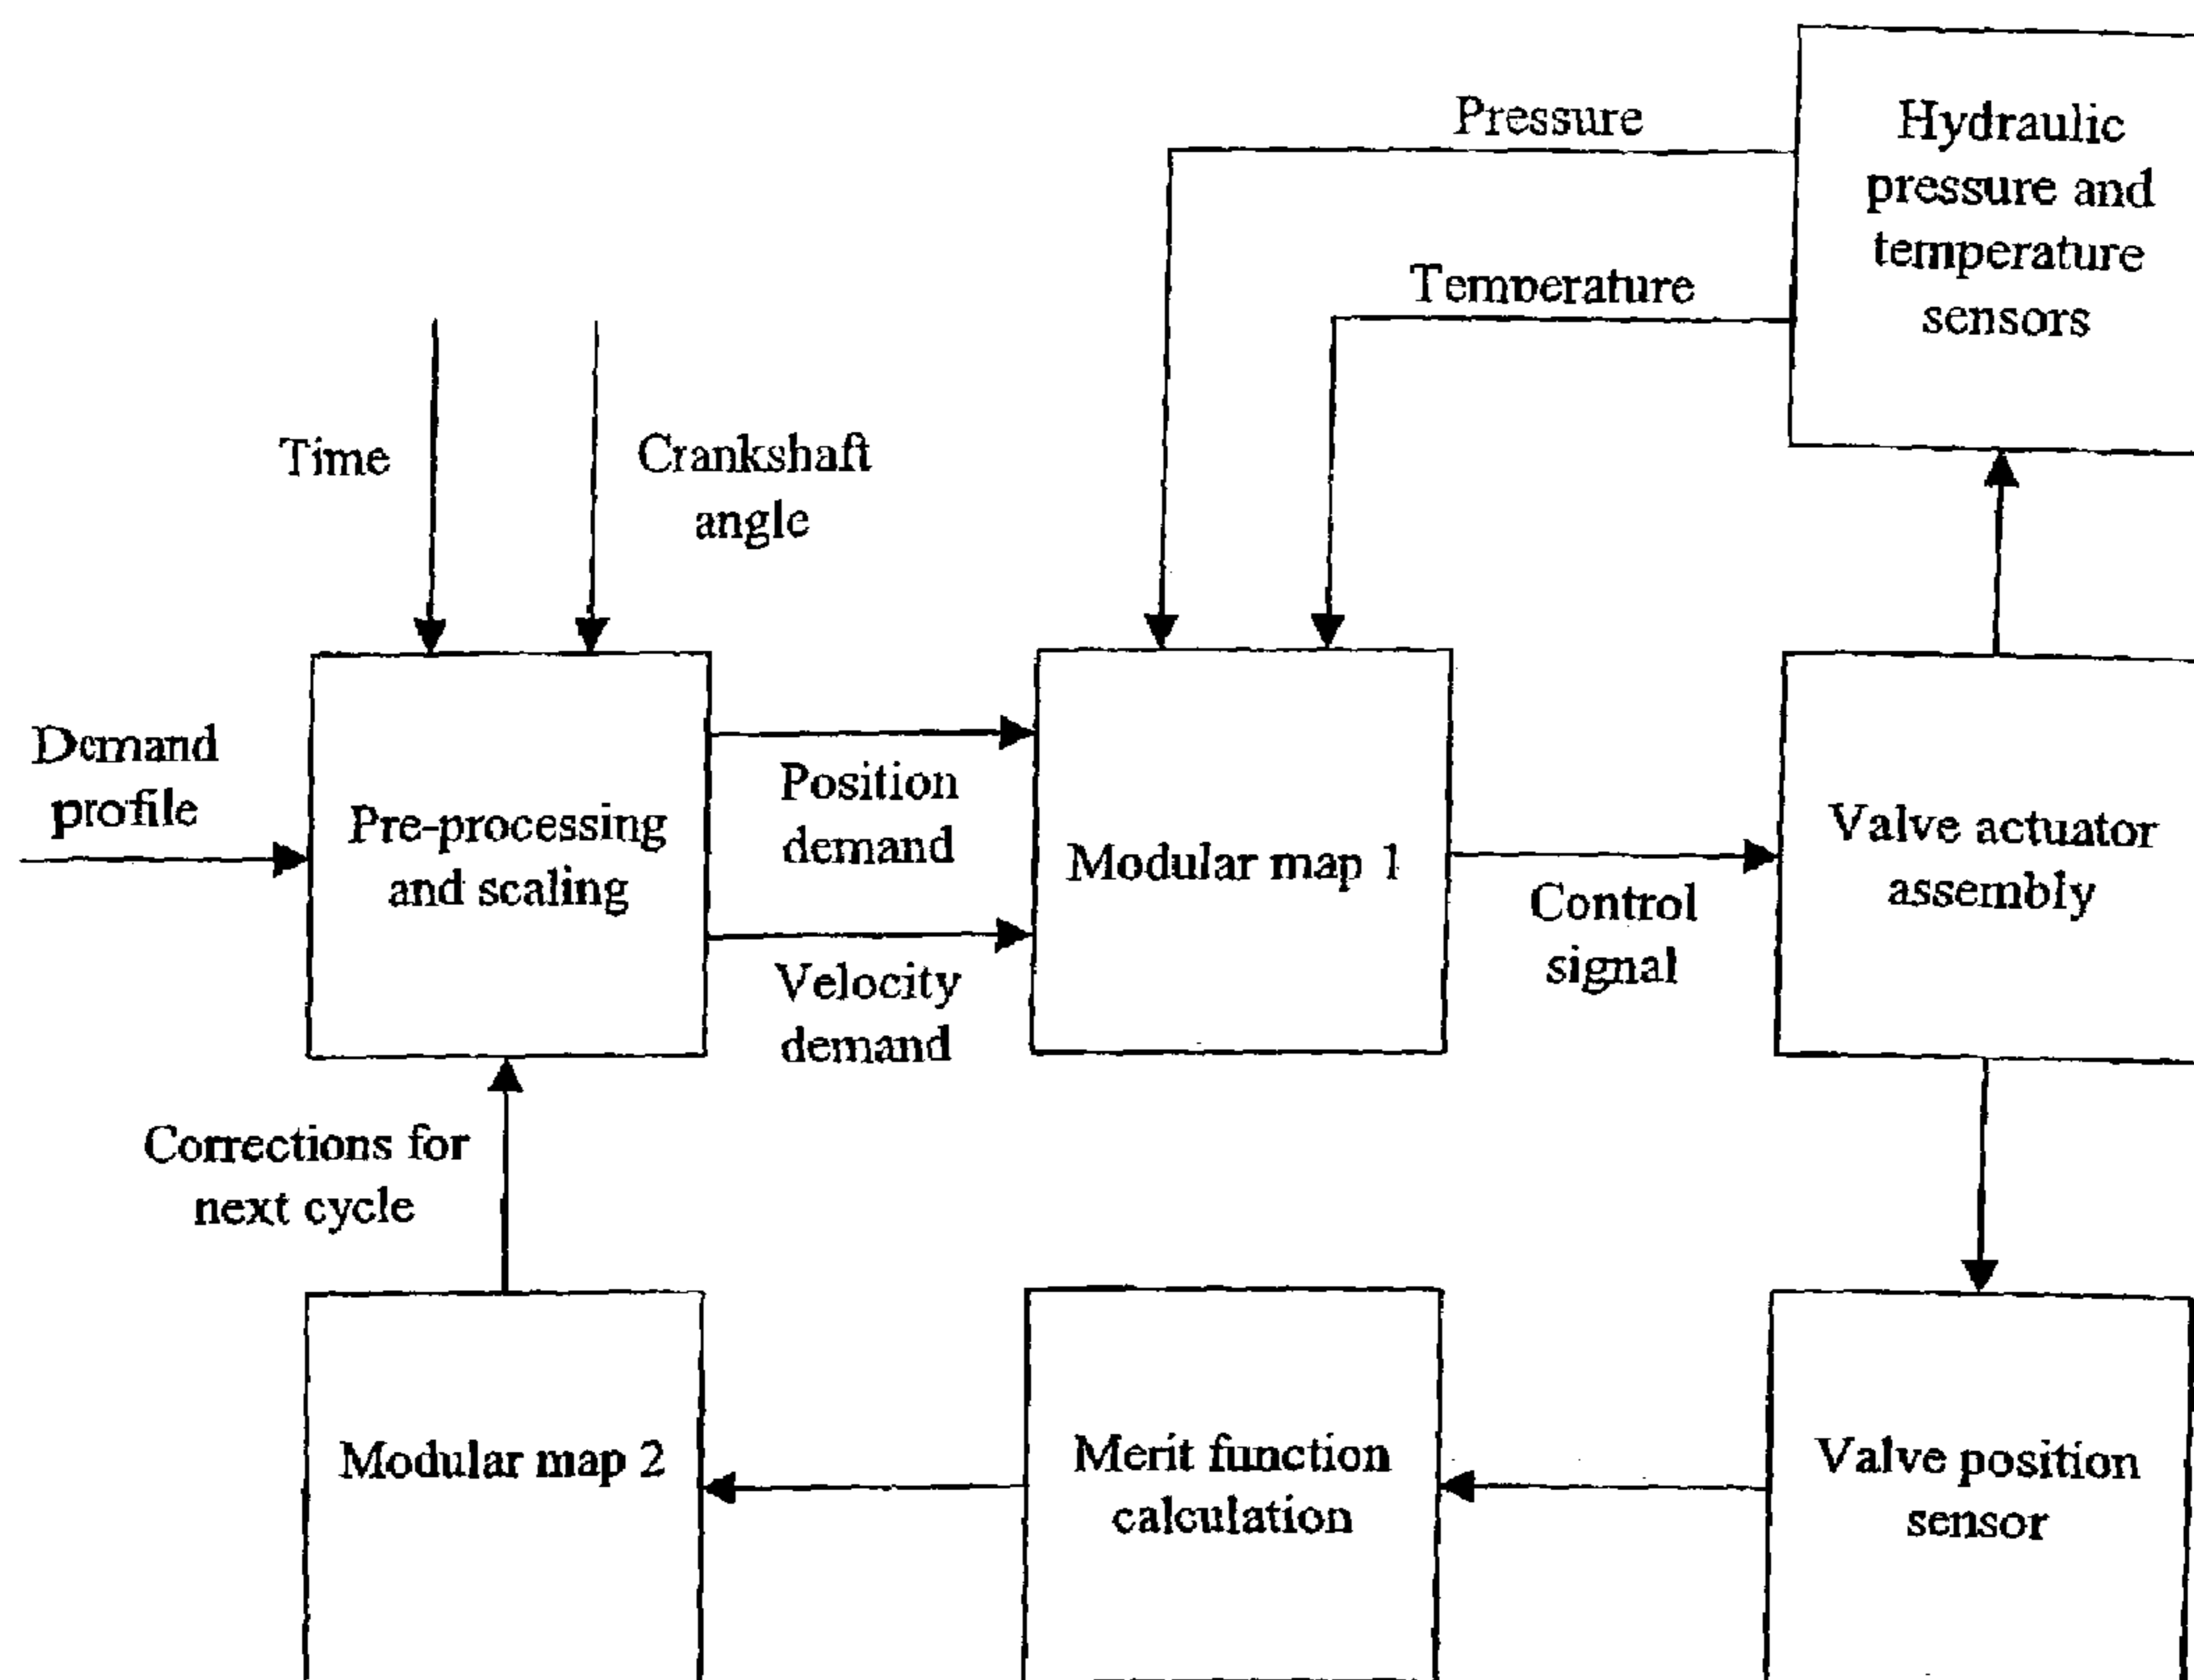 Pressure
Hydraulic
pressure and
temperature
sensors
Temperature
Time
Crankshaft
angle
Demand
profile
Pre-processing
and scaling
Position
demand
Velocity
demand
Modular map 1
Control
signal
Valve actuator
assembly
Corrections for
next cycle
Modular map 2
Merit function
calculation
Valve position
sensor